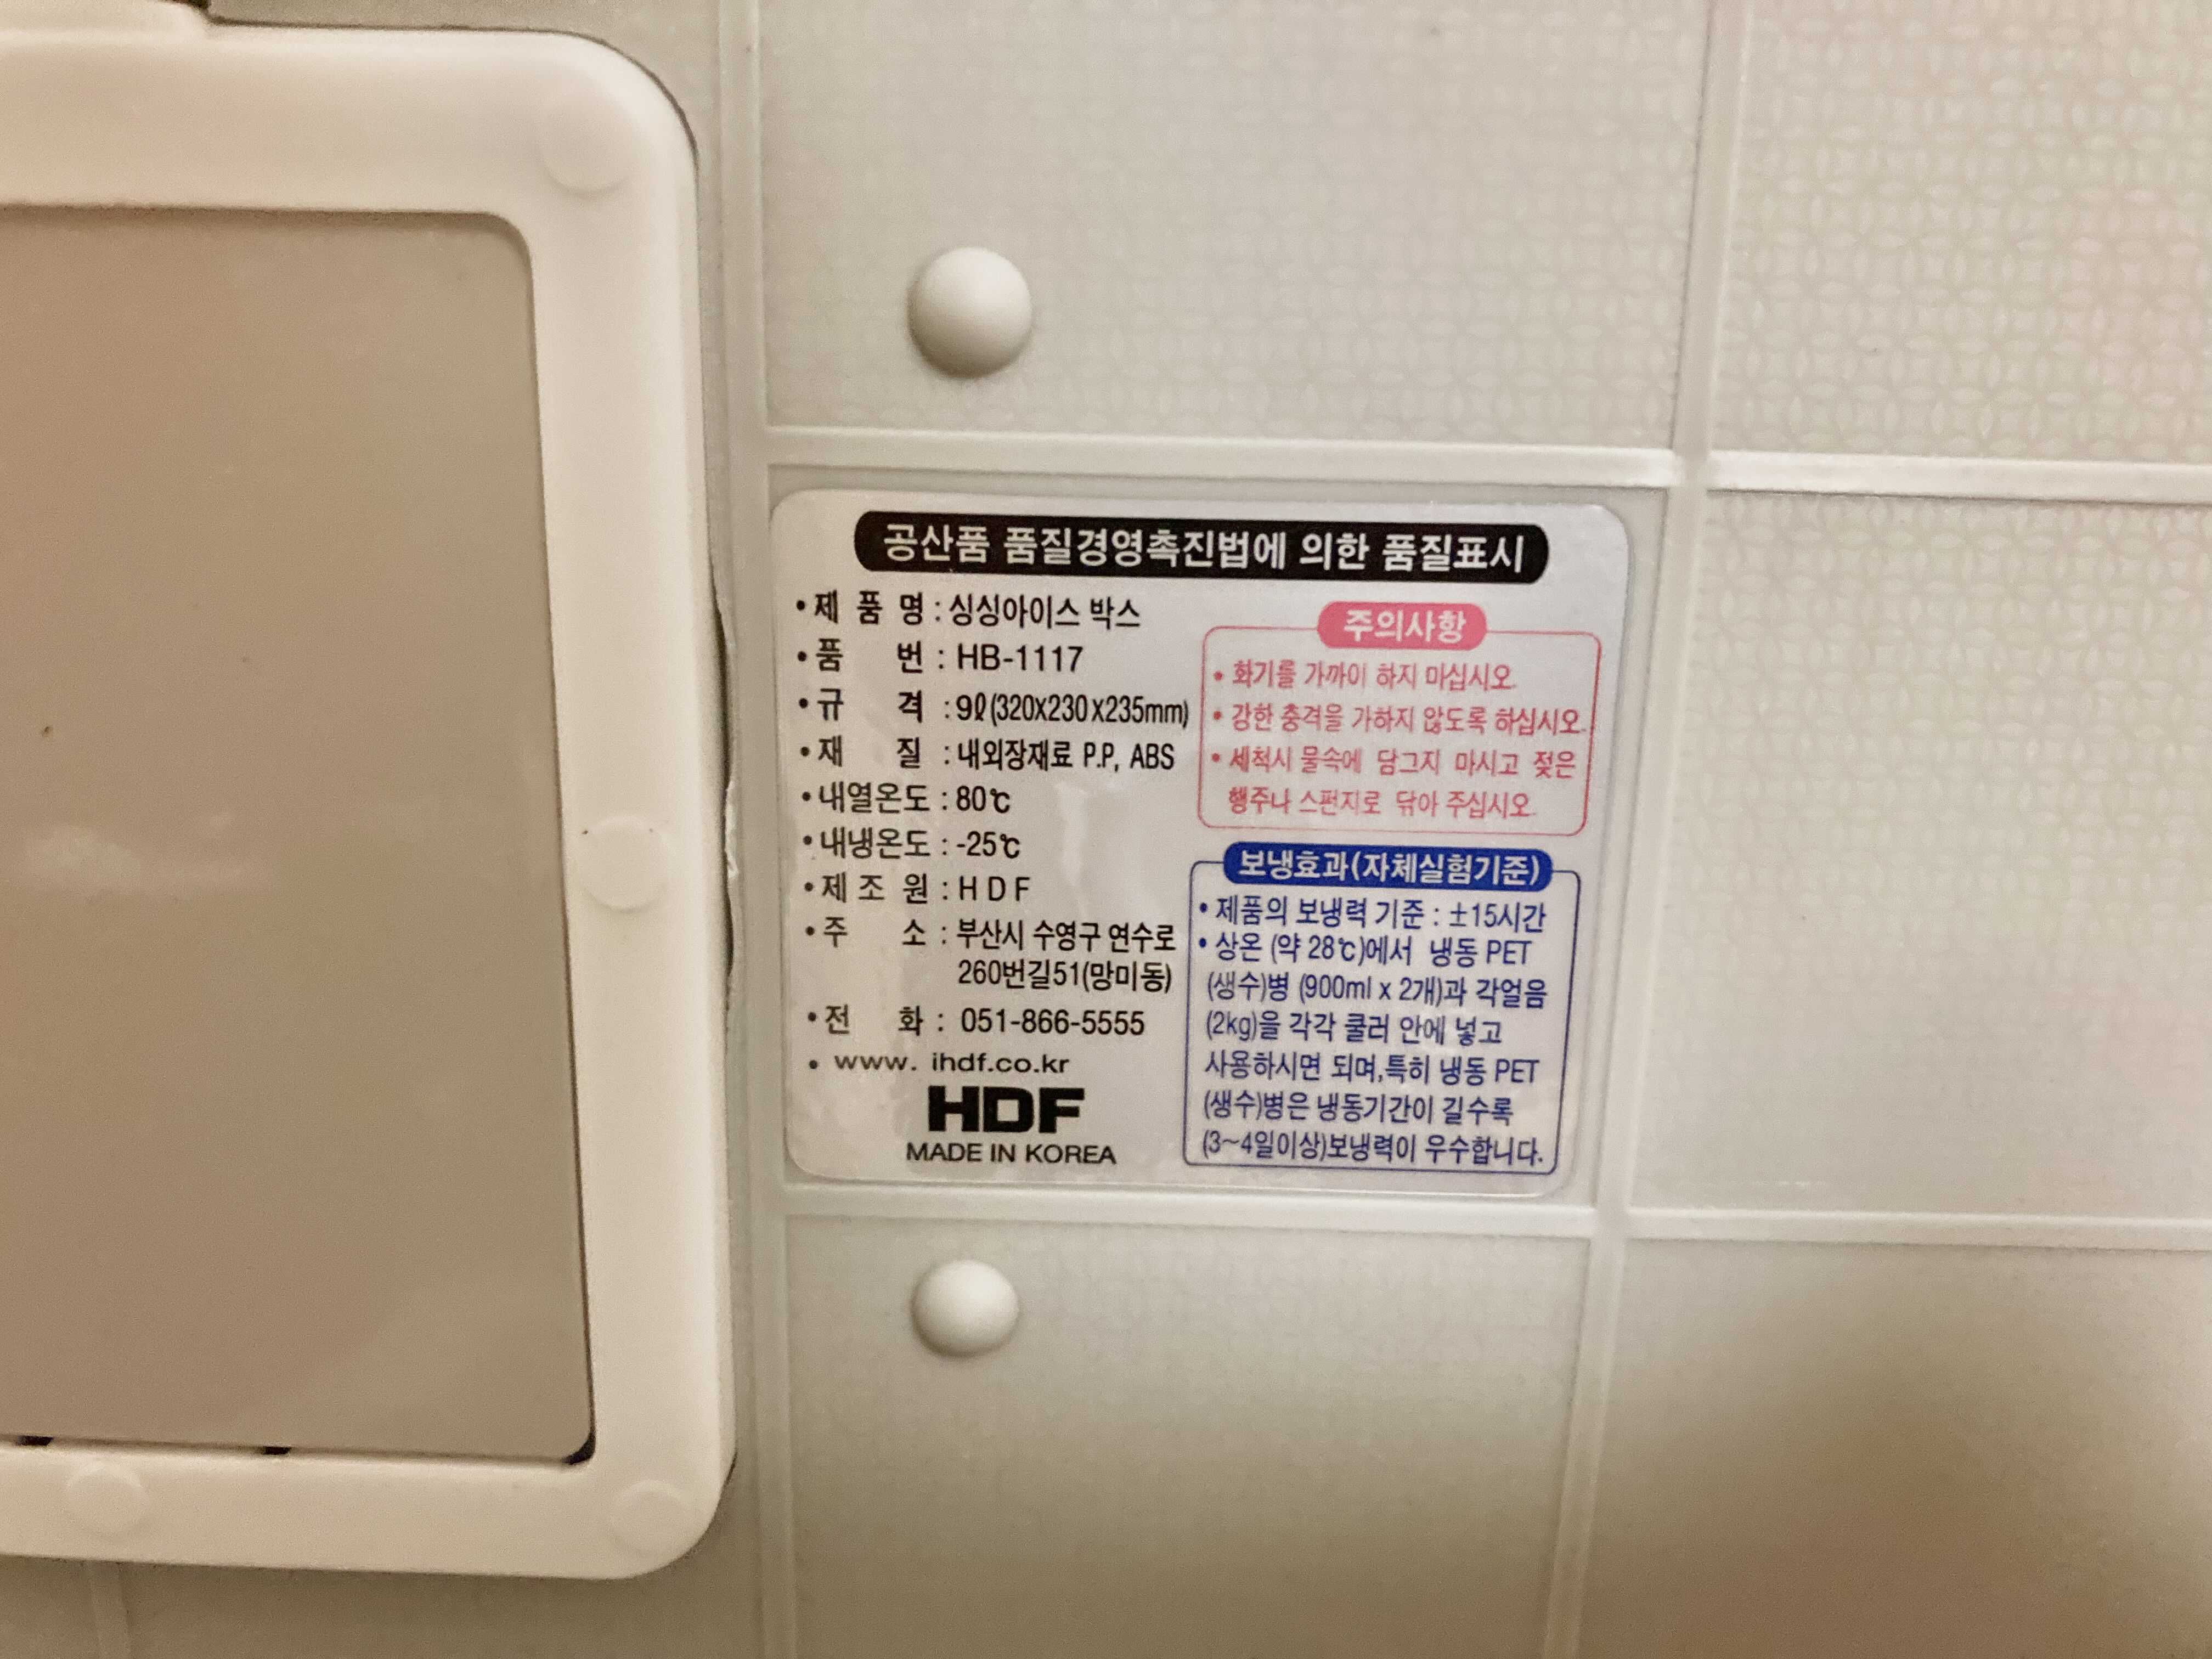 공산품 품질경영촉진법에 의한 품질표시
•제 품 명 : 싱싱아이스 박스
•품 번 : HB-1117
•규 격 : 9ℓ(320X230X235mm)
•재 질 : 내외장재료 P.P, ABS
•내열온도 : 80℃
•내냉온도 : -25℃
•제 조 원 : H D F
•주 소 : 부산시 수영구 연수로
260번길51(망미동)
•전 화 : 051-866-5555
• www. ihdf.co.kr
HDF
MADE IN KOREA
주의사항
• 화기를 가까이 하지 마십시오.
• 강한 충격을 가하지 않도록 하십시오.
• 세척시 물속에 담그지 마시고 젖은
행주나 스펀지로 닦아 주십시오.
보냉효과(자체실험기준)
• 제품의 보냉력 기준 : ±15시간
• 상온 (약 28℃)에서 냉동 PET
(생수)병 (900ml x 2개)과 각얼음
(2kg)을 각각 쿨러 안에 넣고
사용하시면 되며,특히 냉동 PET
(생수)병은 냉동기간이 길수록
(3~4일이상)보냉력이 우수합니다.